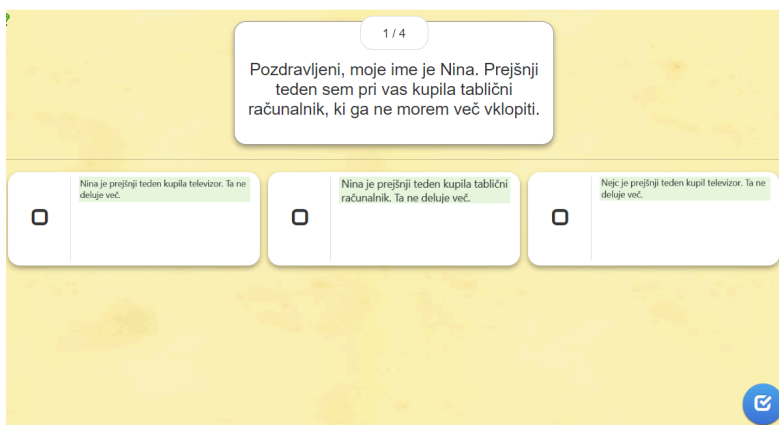 1 / 4
Pozdravljeni, moje ime je Nina. Prejšnji
teden sem pri vas kupila tablični
računalnik, ki ga ne morem več vklopiti.
Nina je prejšnji teden kupila televizor. Ta ne
deluje več.
Nina je prejšnji teden kupila tablični
računalnik. Ta ne deluje več.
Nejc je prejšnji teden kupil televizor. Ta ne
deluje več.